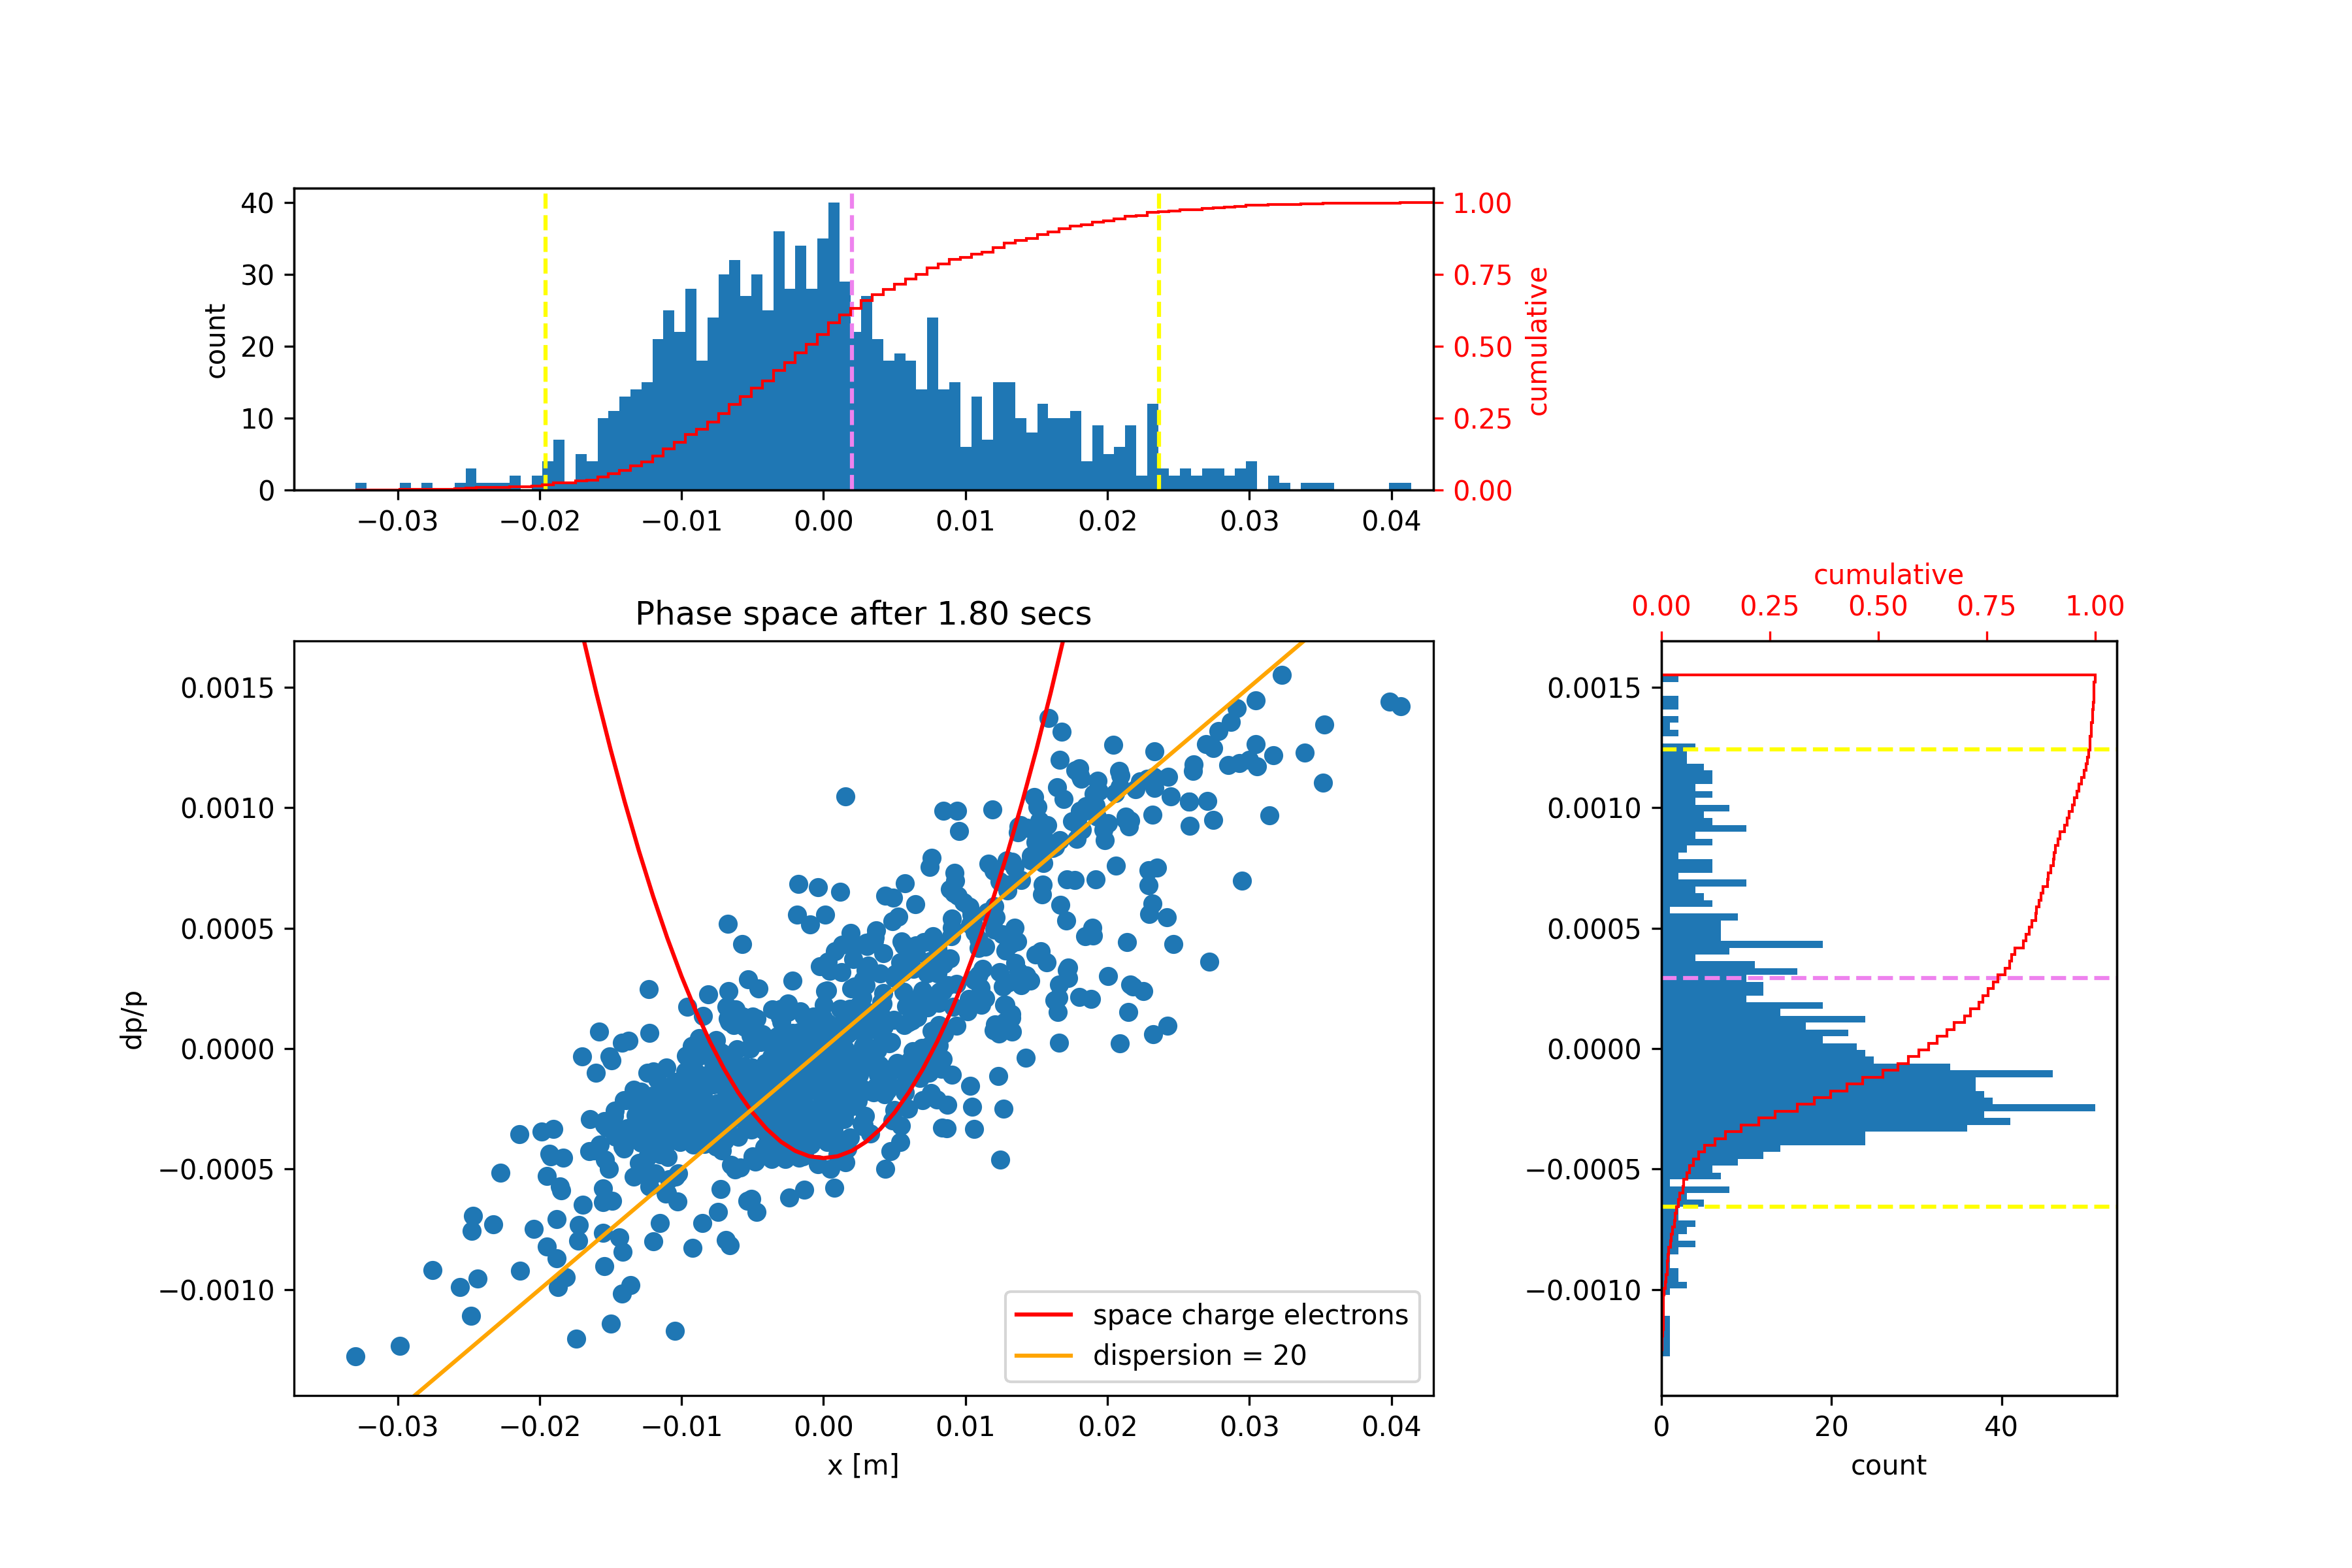 40
30
20
10
0
count
1.00
0.75
0.50
0.25
0.00
cumulative
−0.03 −0.02 −0.01 0.00 0.01 0.02 0.03 0.04
Phase space after 1.80 secs
0.0015
0.0010
0.0005
0.0000
−0.0005
−0.0010
dp/p
space charge electrons
dispersion = 20
−0.03 −0.02 −0.01 0.00 0.01 0.02 0.03 0.04
x [m]
cumulative
0.00 0.25 0.50 0.75 1.00
0.0015
0.0010
0.0005
0.0000
−0.0005
−0.0010
0 20 40
count